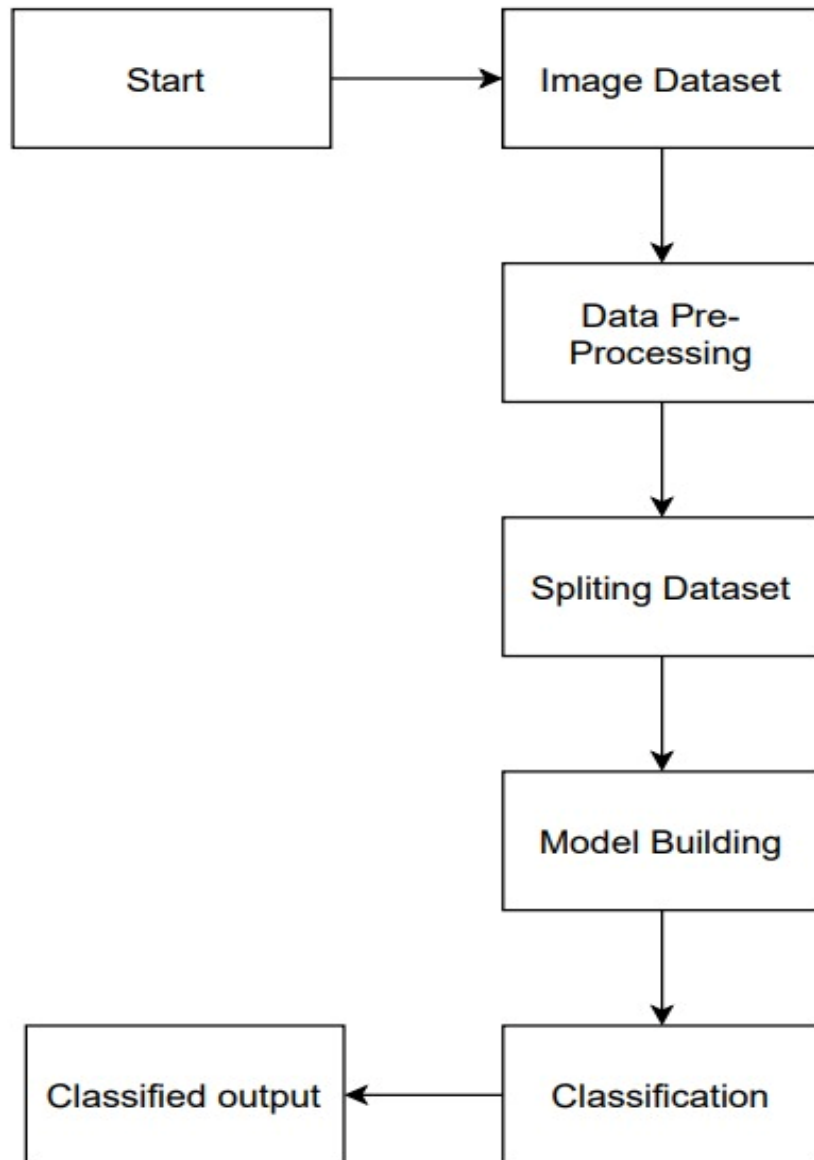 Start
Image Dataset
Data Pre-
Processing
Spliting Dataset
Model Building
Classification
Classified output